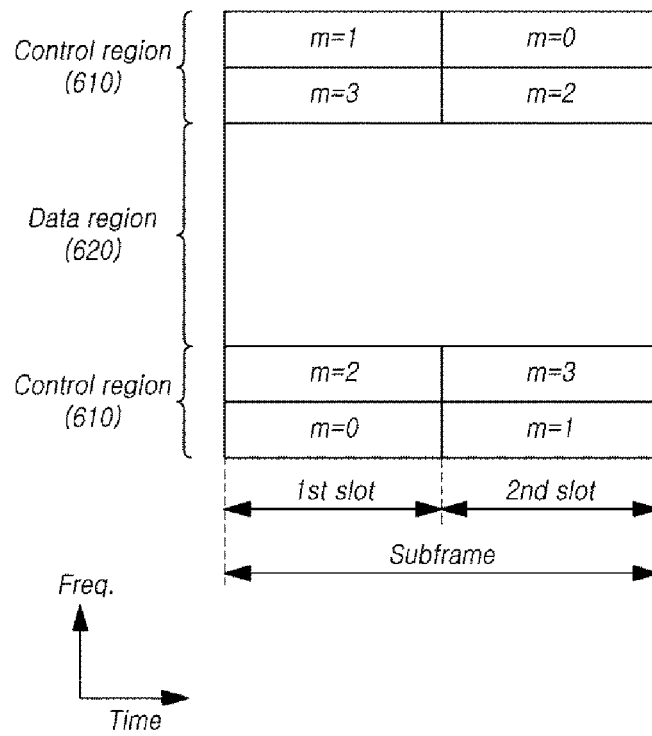 Control region
(610)
m=1 m=0
m=3 m=2
Data region
(620)
Control region
(610)
m=2 m=3
m=0 m=1
1st slot 2nd slot
Subframe
Freq.
Time